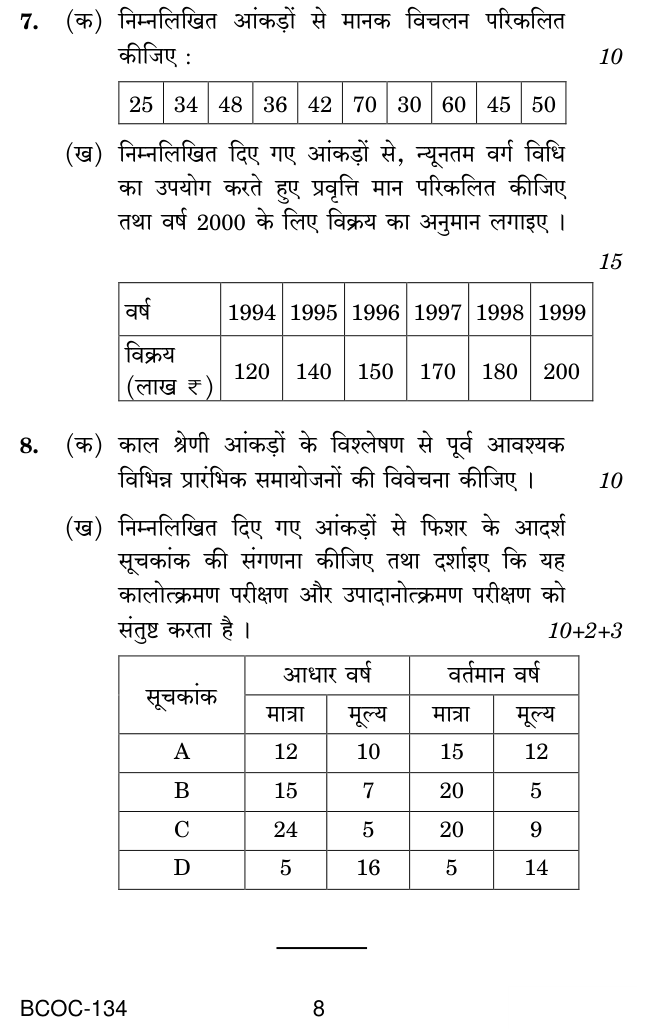 7. (क) निम्नलिखित आंकड़ों से मानक विचलन परिकलित
कीजिए : 10
25 34 48 36 42 70 30 60 45 50
(ख) निम्नलिखित दिए गए आंकड़ों से, न्यूनतम वर्ग विधि
का उपयोग करते हुए प्रवृत्ति मान परिकलित कीजिए
तथा वर्ष 2000 के लिए विक्रय का अनुमान लगाइए ।
15
वर्ष 1994 1995 1996 1997 1998 1999
विक्रय
(लाख ₹) 120 140 150 170 180 200
8. (क) काल श्रेणी आंकड़ों के विश्लेषण से पूर्व आवश्यक
विभिन्न प्रारंभिक समायोजनों की विवेचना कीजिए । 10
(ख) निम्नलिखित दिए गए आंकड़ों से फिशर के आदर्श
सूचकांक की संगणना कीजिए तथा दर्शाइए कि यह
कालोत्क्रमण परीक्षण और उपादानोत्क्रमण परीक्षण को
संतुष्ट करता है । 10+2+3
सूचकांक आधार वर्ष वर्तमान वर्ष
मात्रा मूल्य मात्रा मूल्य
A 12 10 15 12
B 15 7 20 5
C 24 5 20 9
D 5 16 5 14
BCOC-134 8